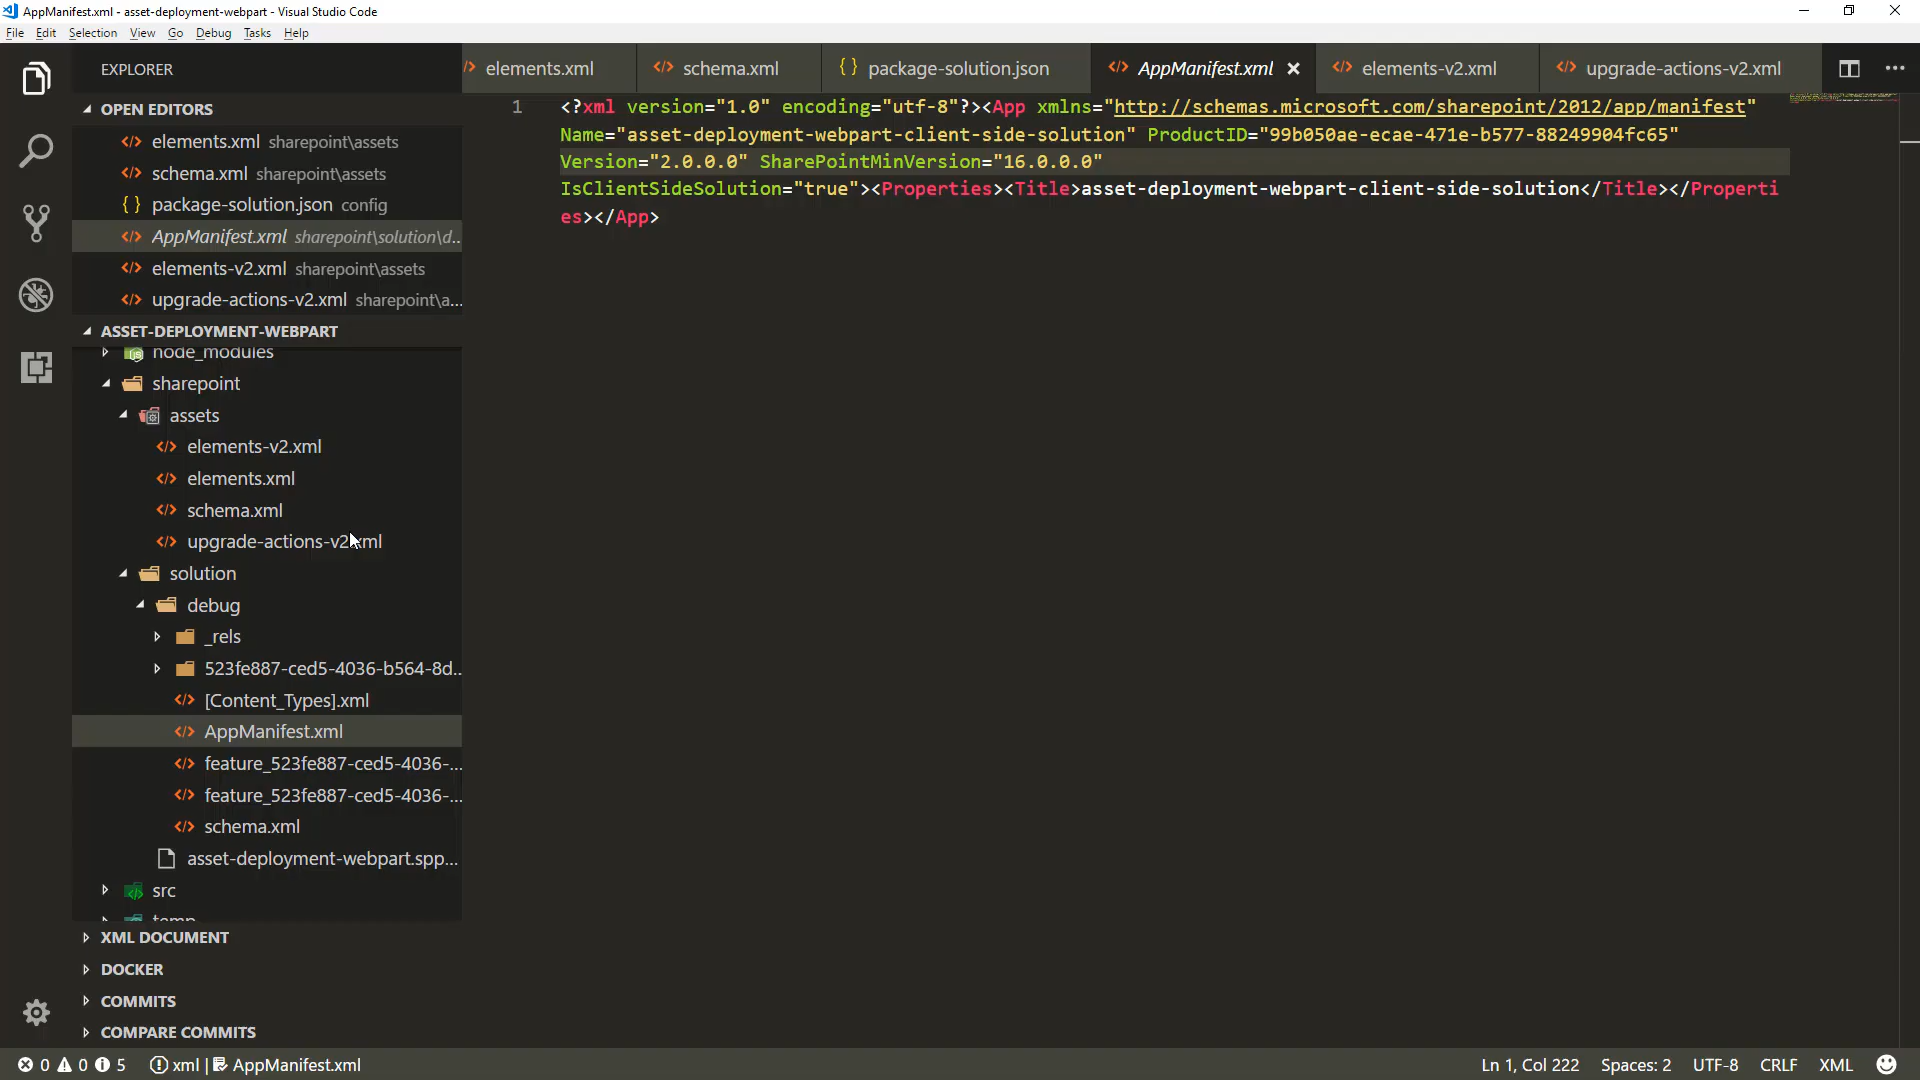 AppManifest.xml - asset-deployment-webpart - Visual Studio Code
File Edit Selection View Go Debug Tasks Help
EXPLORER
OPEN EDITORS
elements.xml sharepoint\assets
schema.xml sharepoint\assets
{ } package-solution.json config
AppManifest.xml sharepoint\solution\d...
elements-v2.xml sharepoint\assets
upgrade-actions-v2.xml sharepoint\a...
ASSET-DEPLOYMENT-WEBPART
node_modules
sharepoint
assets
elements-v2.xml
elements.xml
schema.xml
upgrade-actions-v2.xml
solution
debug
_rels
523fe887-ced5-4036-b564-8d...
[Content_Types].xml
AppManifest.xml
feature_523fe887-ced5-4036-...
feature_523fe887-ced5-4036-...
schema.xml
asset-deployment-webpart.spp...
src
temp
XML DOCUMENT
DOCKER
COMMITS
COMPARE COMMITS
elements.xml schema.xml { } package-solution.json AppManifest.xml elements-v2.xml upgrade-actions-v2.xml
1 <?xml version="1.0" encoding="utf-8"?><App xmlns="http://schemas.microsoft.com/sharepoint/2012/app/manifest"
Name="asset-deployment-webpart-client-side-solution" ProductID="99b050ae-ecae-471e-b577-88249904fc65"
Version="2.0.0.0" SharePointMinVersion="16.0.0.0"
IsClientSideSolution="true"><Properties><Title>asset-deployment-webpart-client-side-solution</Title></Properti
es></App>
0 0 5 xml | AppManifest.xml Ln 1, Col 222 Spaces: 2 UTF-8 CRLF XML